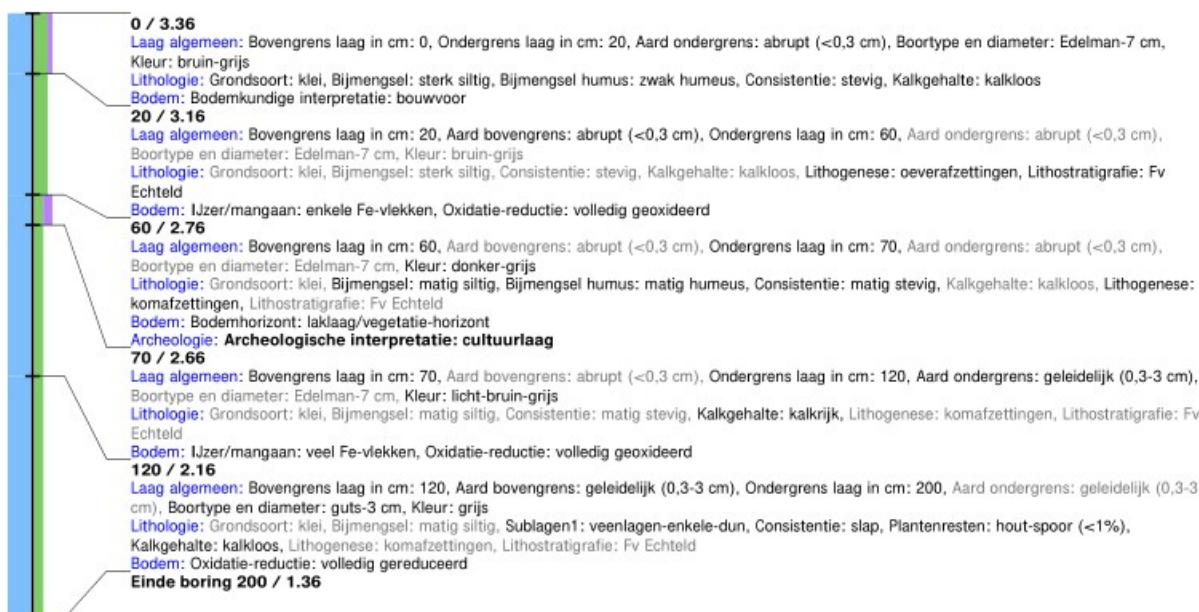 0 / 3.36
Laag algemeen: Bovengrens laag in cm: 0, Ondergrens laag in cm: 20, Aard ondergrens: abrupt (<0,3 cm), Boortype en diameter: Edelman-7 cm,
Kleur: bruin-grijs
Lithologie: Grondsoort: klei, Bijmengsel: sterk siltig, Bijmengsel humus: zwak humeus, Consistentie: stevig, Kalkgehalte: kalkloos
Bodem: Bodemkundige interpretatie: bouwvoor
20 / 3.16
Laag algemeen: Bovengrens laag in cm: 20, Aard bovengrens: abrupt (<0,3 cm), Ondergrens laag in cm: 60, Aard ondergrens: abrupt (<0,3 cm),
Boortype en diameter: Edelman-7 cm, Kleur: bruin-grijs
Lithologie: Grondsoort: klei, Bijmengsel: sterk siltig, Consistentie: stevig, Kalkgehalte: kalkloos, Lithogenese: oeverafzettingen, Lithostratigrafie: Fv
Echteld
Bodem: IJzer/mangaan: enkele Fe-vlekken, Oxidatie-reductie: volledig geoxideerd
60 / 2.76
Laag algemeen: Bovengrens laag in cm: 60, Aard bovengrens: abrupt (<0,3 cm), Ondergrens laag in cm: 70, Aard ondergrens: abrupt (<0,3 cm),
Boortype en diameter: Edelman-7 cm, Kleur: donker-grijs
Lithologie: Grondsoort: klei, Bijmengsel: matig siltig, Bijmengsel humus: matig humeus, Consistentie: matig stevig, Kalkgehalte: kalkloos, Lithogenese:
komafzettingen, Lithostratigrafie: Fv Echteld
Bodem: Bodemhorizont: laklaag/vegetatie-horizont
Archeologie: Archeologische interpretatie: cultuurlaag
70 / 2.66
Laag algemeen: Bovengrens laag in cm: 70, Aard bovengrens: abrupt (<0,3 cm), Ondergrens laag in cm: 120, Aard ondergrens: geleidelijk (0,3-3 cm),
Boortype en diameter: Edelman-7 cm, Kleur: licht-bruin-grijs
Lithologie: Grondsoort: klei, Bijmengsel: matig siltig, Consistentie: matig stevig, Kalkgehalte: kalkrijk, Lithogenese: komafzettingen, Lithostratigrafie: Fv
Echteld
Bodem: IJzer/mangaan: veel Fe-vlekken, Oxidatie-reductie: volledig geoxideerd
120 / 2.16
Laag algemeen: Bovengrens laag in cm: 120, Aard bovengrens: geleidelijk (0,3-3 cm), Ondergrens laag in cm: 200, Aard ondergrens: geleidelijk (0,3-3
cm), Boortype en diameter: guts-3 cm, Kleur: grijs
Lithologie: Grondsoort: klei, Bijmengsel: matig siltig, Sublagen1: veenlagen-enkele-dun, Consistentie: slap, Plantenresten: hout-spoor (<1%),
Kalkgehalte: kalkloos, Lithogenese: komafzettingen, Lithostratigrafie: Fv Echteld
Bodem: Oxidatie-reductie: volledig gereduceerd
Einde boring 200 / 1.36